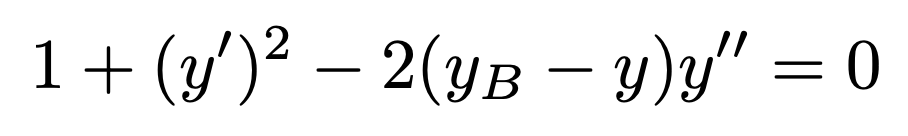 1 + (y′)² − 2(y_B − y)y″ = 0